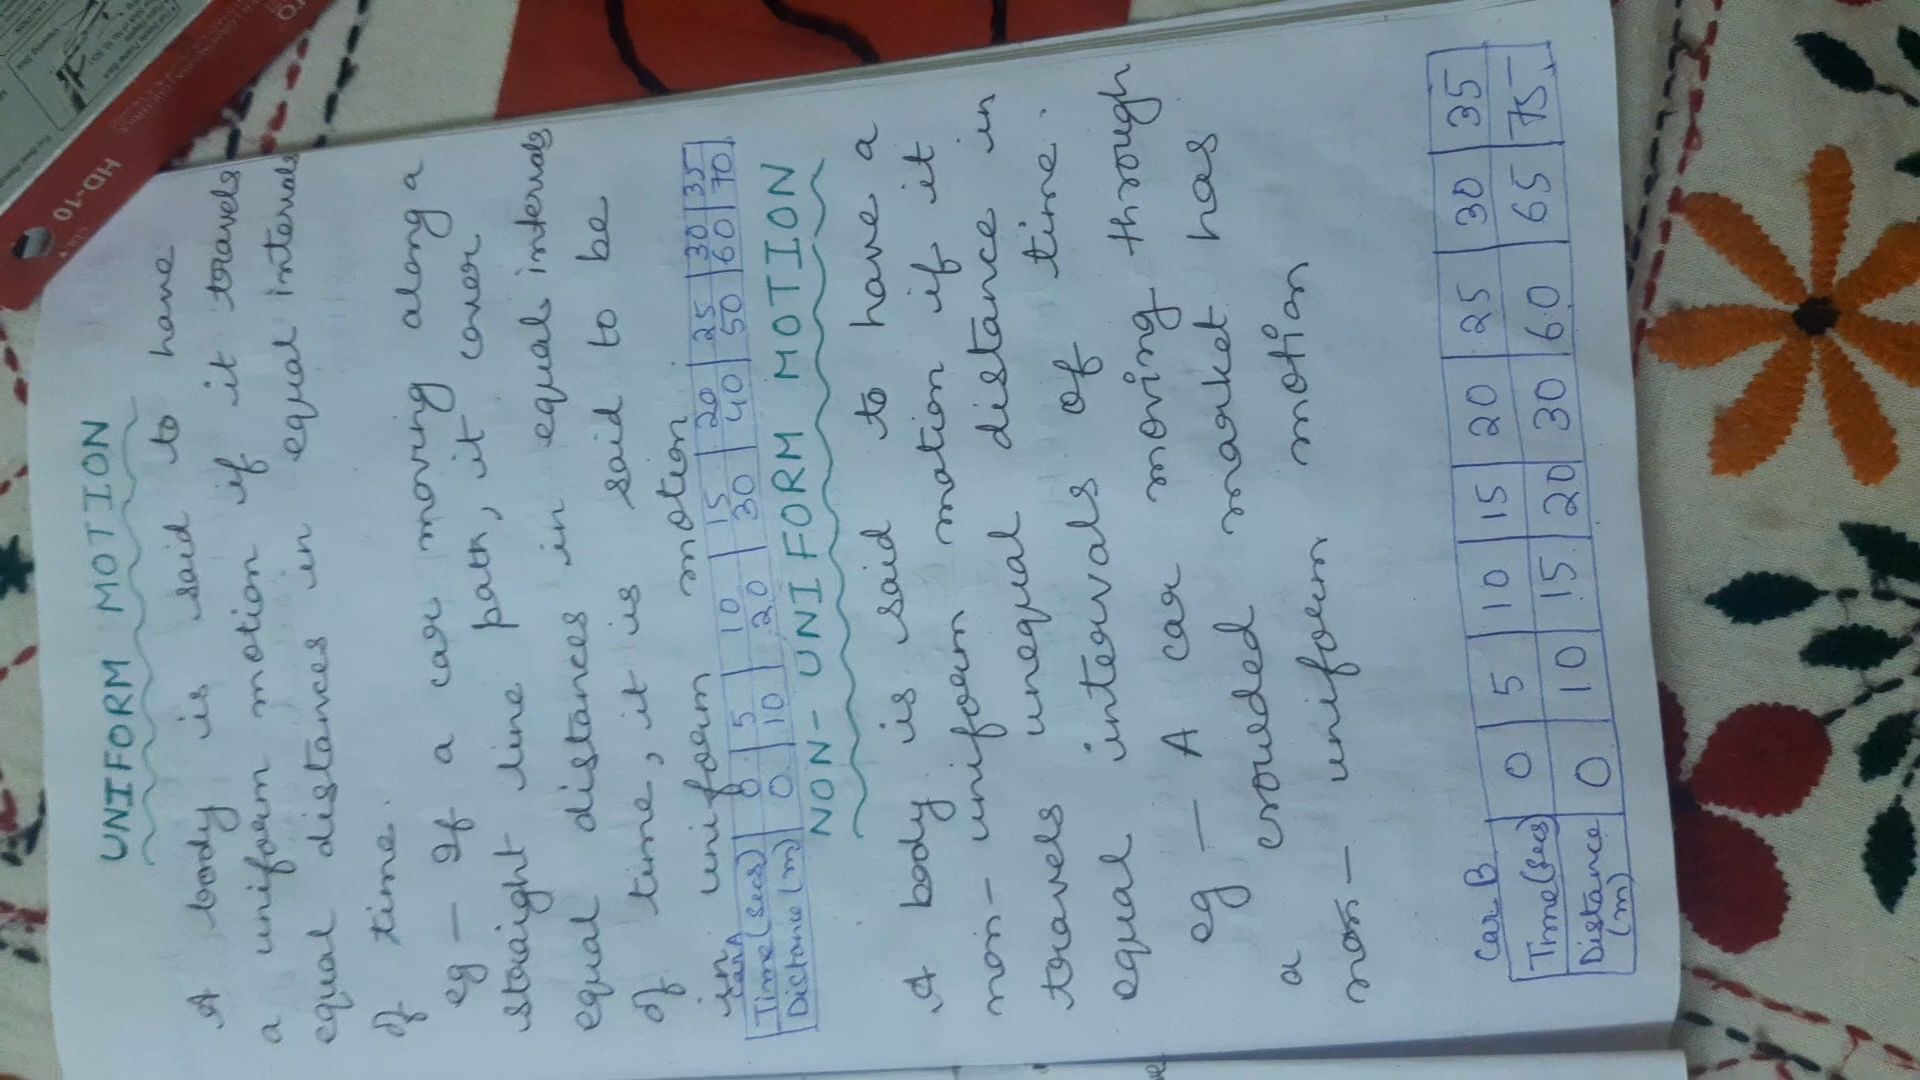 UNIFORM MOTION
A body is said to have
a uniform motion if it travels
equal distances in equal intervals
of time.
eg - If a car moving along a
straight line path, it cover
equal distances in equal intervals
of time, it is said to be
in uniform motion.
Car A
Time (secs) 0 5 10 15 20 25 30 35
Distance (m) 0 10 20 30 40 50 60 70
NON-UNIFORM MOTION
A body is said to have a
non-uniform motion if it
travels unequal distance in
equal intervals of time.
eg - A car moving through
a crowded market has
non-uniform motion
Car B
Time (secs) 0 5 10 15 20 25 30 35
Distance (m) 0 10 15 20 30 60 65 75
HD-10